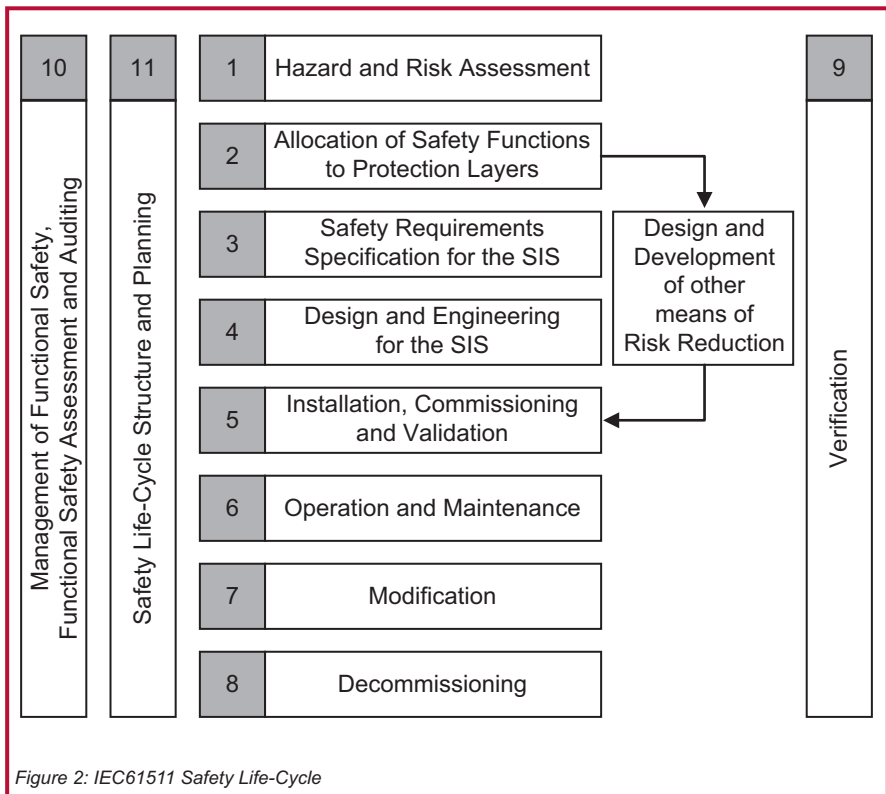 10
Management of Functional Safety,
Functional Safety Assessment and Auditing
11
Safety Life-Cycle Structure and Planning
1
Hazard and Risk Assessment
2
Allocation of Safety Functions
to Protection Layers
3
Safety Requirements
Specification for the SIS
4
Design and Engineering
for the SIS
5
Installation, Commissioning
and Validation
6
Operation and Maintenance
7
Modification
8
Decommissioning
Design and
Development
of other
means of
Risk Reduction
9
Verification
Figure 2: IEC61511 Safety Life-Cycle